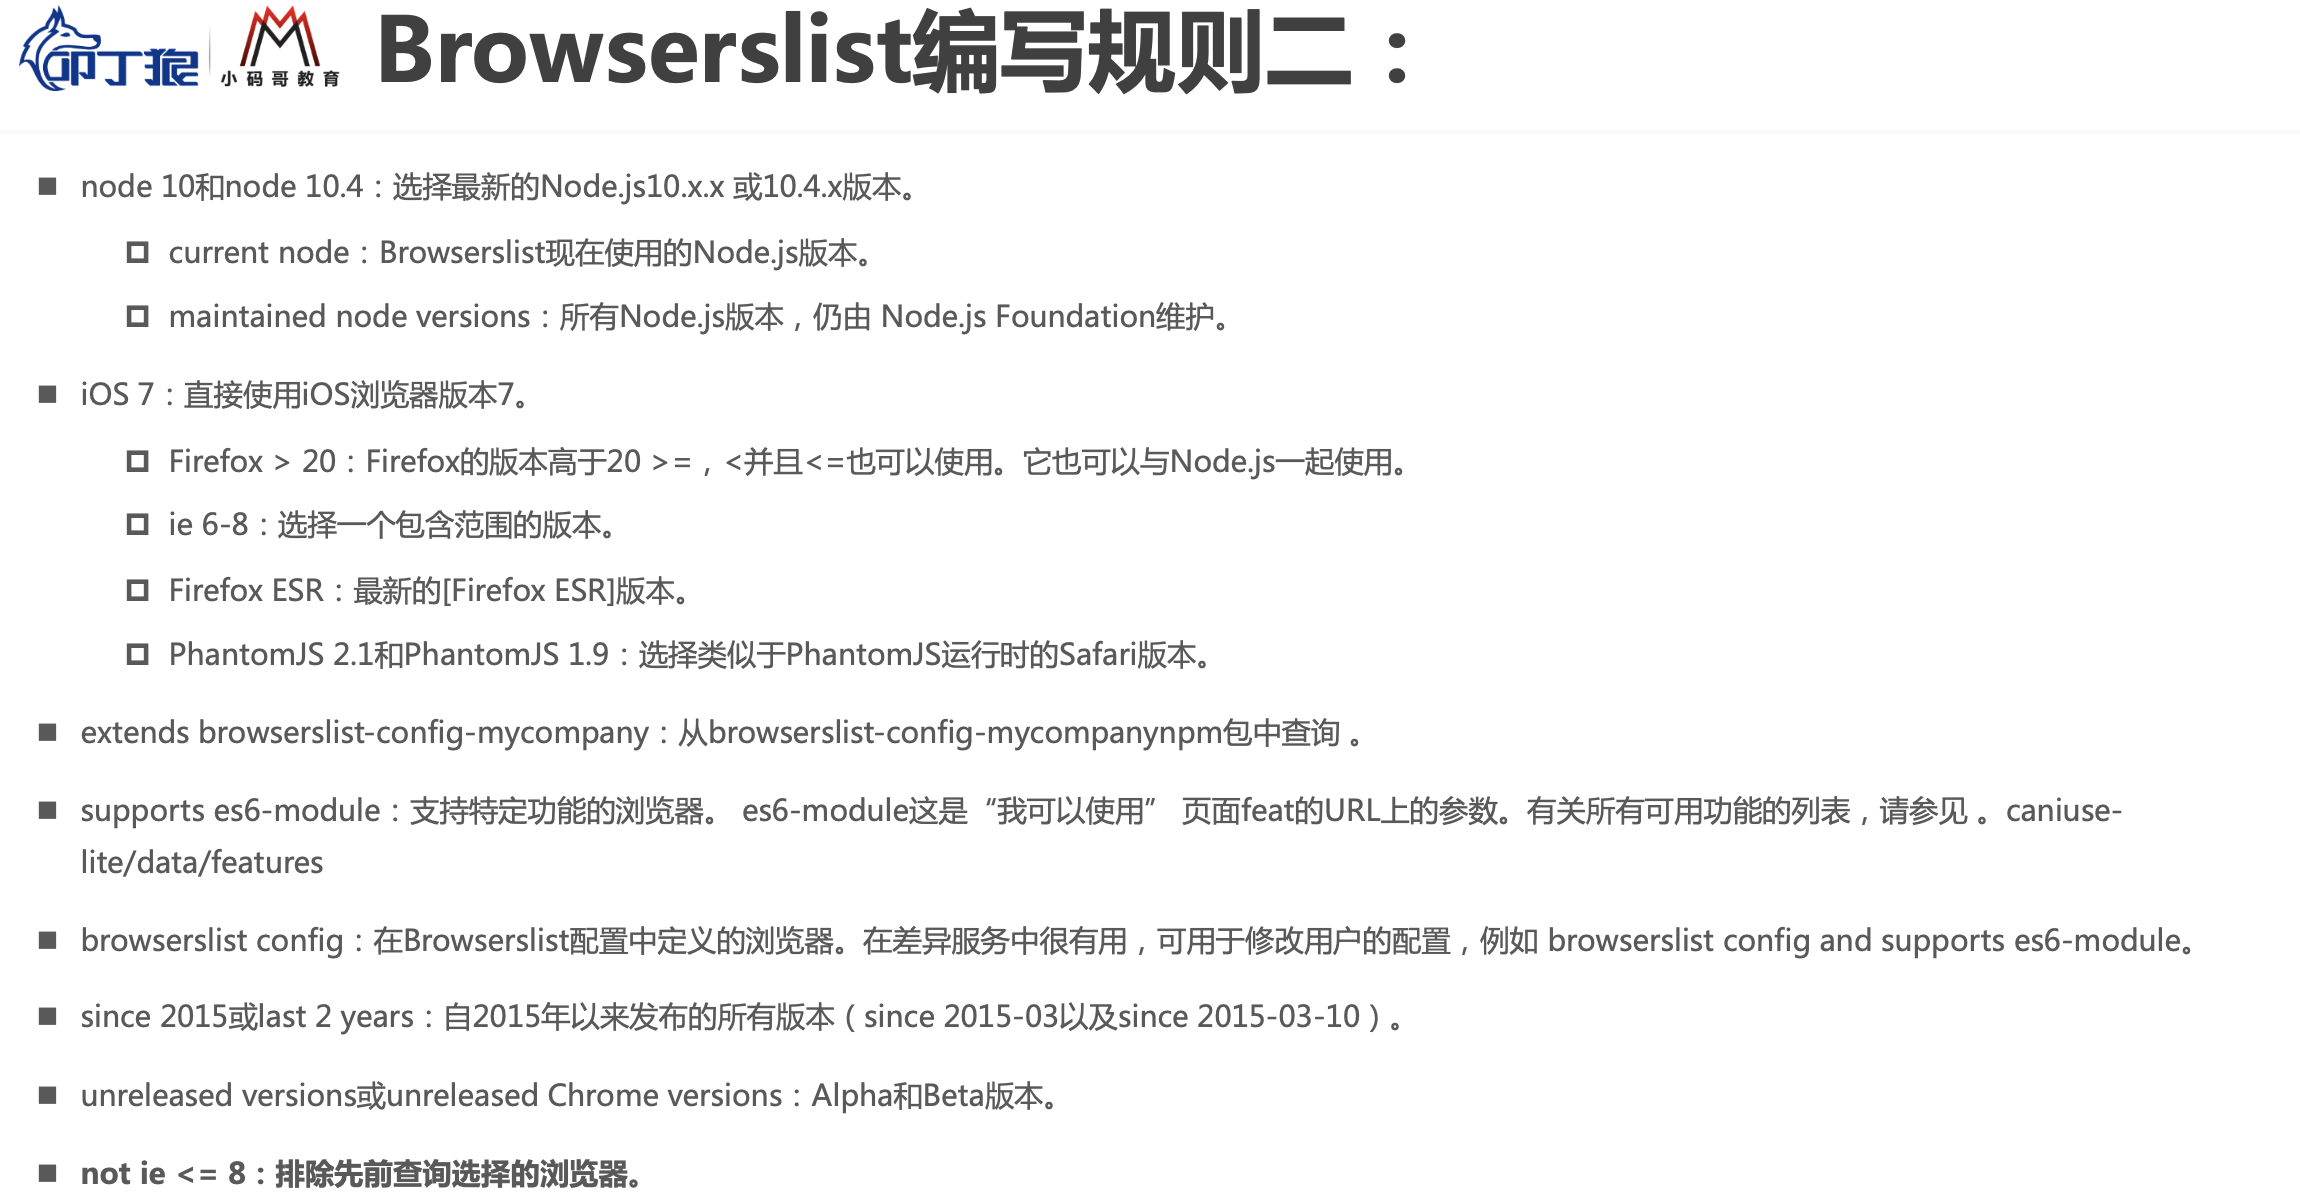 叩丁狼
小码哥教育
Browserslist编写规则二：
node 10和node 10.4：选择最新的Node.js10.x.x 或10.4.x版本。
current node：Browserslist现在使用的Node.js版本。
maintained node versions：所有Node.js版本，仍由 Node.js Foundation维护。
iOS 7：直接使用iOS浏览器版本7。
Firefox > 20：Firefox的版本高于20 >=，<并且<=也可以使用。它也可以与Node.js一起使用。
ie 6-8：选择一个包含范围的版本。
Firefox ESR：最新的[Firefox ESR]版本。
PhantomJS 2.1和PhantomJS 1.9：选择类似于PhantomJS运行时的Safari版本。
extends browserslist-config-mycompany：从browserslist-config-mycompanynpm包中查询 。
supports es6-module：支持特定功能的浏览器。 es6-module这是“我可以使用” 页面feat的URL上的参数。有关所有可用功能的列表，请参见 。caniuse-
lite/data/features
browserslist config：在Browserslist配置中定义的浏览器。在差异服务中很有用，可用于修改用户的配置，例如 browserslist config and supports es6-module。
since 2015或last 2 years：自2015年以来发布的所有版本（since 2015-03以及since 2015-03-10）。
unreleased versions或unreleased Chrome versions：Alpha和Beta版本。
not ie <= 8：排除先前查询选择的浏览器。